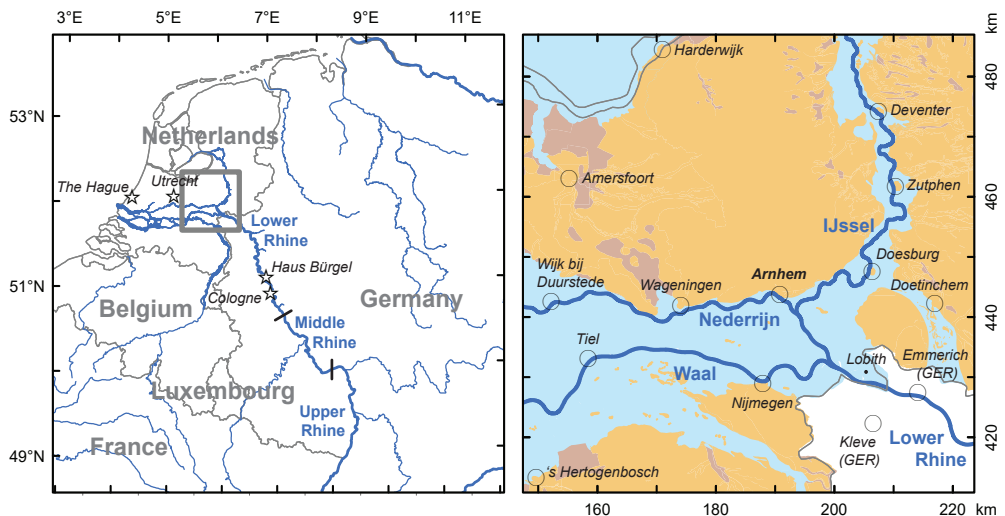 3°E
5°E
7°E
9°E
11°E
53°N
51°N
49°N
Netherlands
The Hague
Utrecht
Lower
Rhine
Haus Bürgel
Cologne
Belgium
Germany
Middle
Rhine
Luxembourg
Upper
Rhine
France
km
480
460
440
420
160
180
200
220
km
Harderwijk
Deventer
Amersfoort
Zutphen
IJssel
Doesburg
Wijk bij
Duurstede
Wageningen
Arnhem
Doetinchem
Nederrijn
Tiel
Waal
Lobith
Emmerich
(GER)
Nijmegen
Kleve
(GER)
Lower
Rhine
's Hertogenbosch